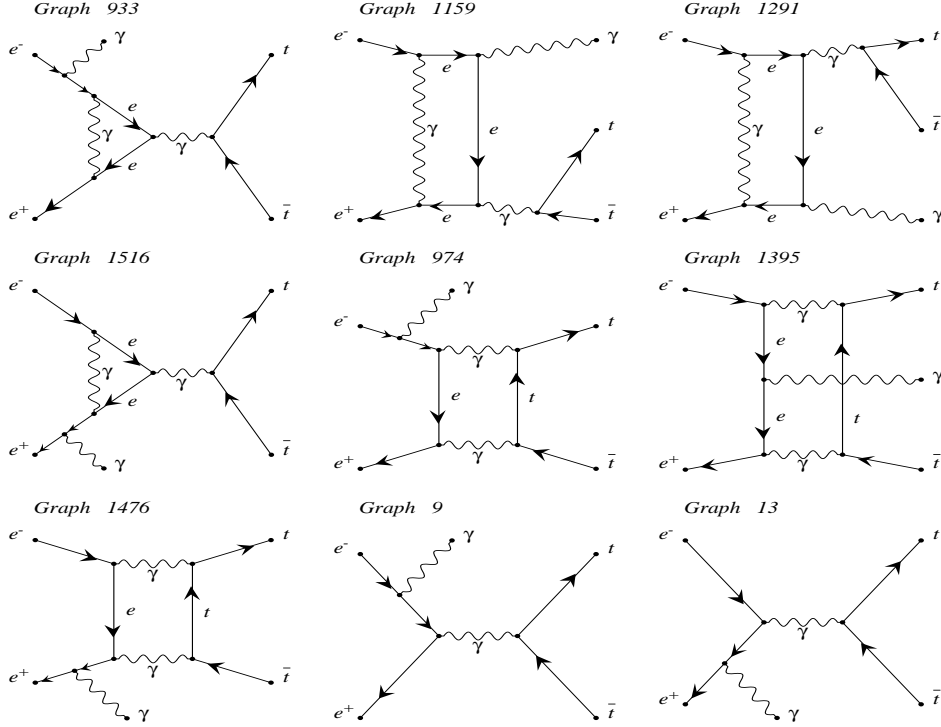 Graph 933
e- γ t
e
γ γ
e
e+ t̄
Graph 1159
e- γ
e
γ e t
e+ e γ t̄
Graph 1291
e- t
e γ
γ e t̄
e+ e γ
Graph 1516
e- t
e
γ γ
e
e+ γ t̄
Graph 974
γ
e- t
γ
e t
e+ γ t̄
Graph 1395
e- t
γ
e
γ
e t
e+ γ t̄
Graph 1476
e- t
γ
e t
e+ γ t̄
γ
Graph 9
e- γ t
γ
e+ t̄
Graph 13
e- t
γ
e+ γ t̄